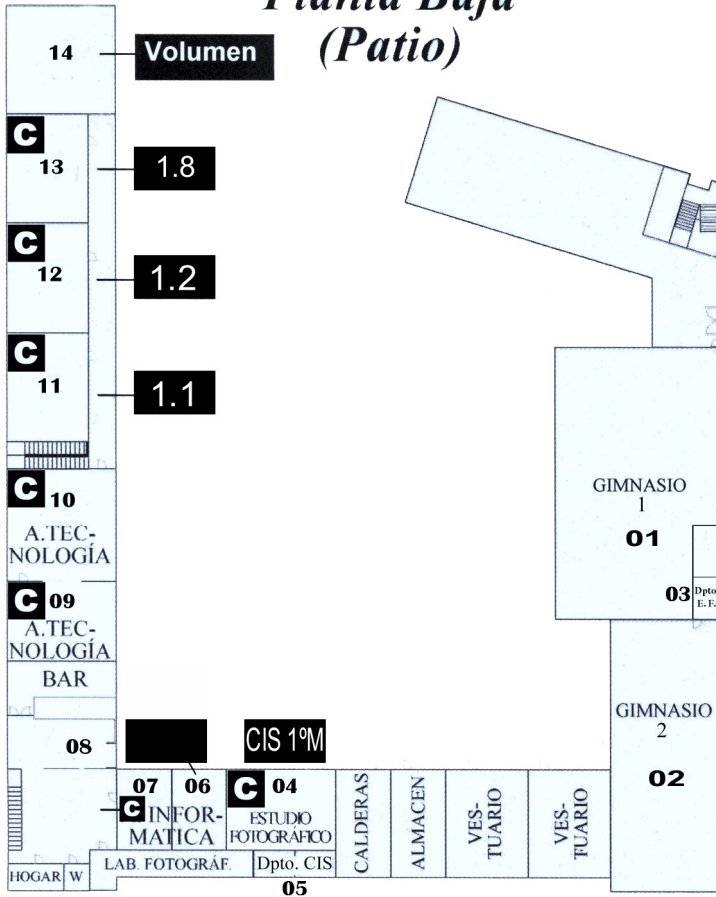 Planta Baja
(Patio)
14
Volumen
C
13
1.8
C
12
1.2
C
11
1.1
C
10
A.TEC-
NOLOGÍA
C
09
A.TEC-
NOLOGÍA
BAR
08
GIMNASIO
1
01
03
Dpto
E. F.
GIMNASIO
2
02
CIS 1ºM
07
06
C
INFOR-
MATICA
C
04
ESTUDIO
FOTOGRÁFICO
CALDERAS
ALMACEN
VES-
TUARIO
VES-
TUARIO
HOGAR
W
LAB. FOTOGRÁF.
Dpto. CIS
05